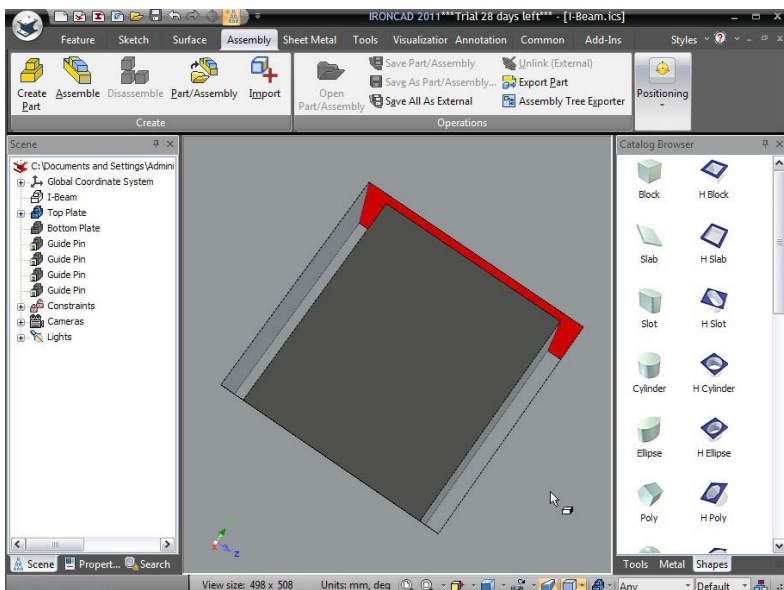 IRONCAD 2011***Trial 28 days left*** - [I-Beam.ics]
Feature Sketch Surface Assembly Sheet Metal Tools Visualization Annotation Common Add-Ins Styles
Create Part Assemble Disassemble Part/Assembly Import
Create
Open Part/Assembly
Save Part/Assembly
Save As Part/Assembly...
Save All As External
Unlink (External)
Export Part
Assembly Tree Exporter
Operations
Positioning
Scene
C:\Documents and Settings\Admini
Global Coordinate System
I-Beam
Top Plate
Bottom Plate
Guide Pin
Guide Pin
Guide Pin
Guide Pin
Constraints
Cameras
Lights
Scene Propert... Search
Z
Catalog Browser
Block H Block
Slab H Slab
Slot H Slot
Cylinder H Cylinder
Ellipse H Ellipse
Poly H Poly
Tools Metal Shapes
View size: 498 x 508 Units: mm, deg Any Default